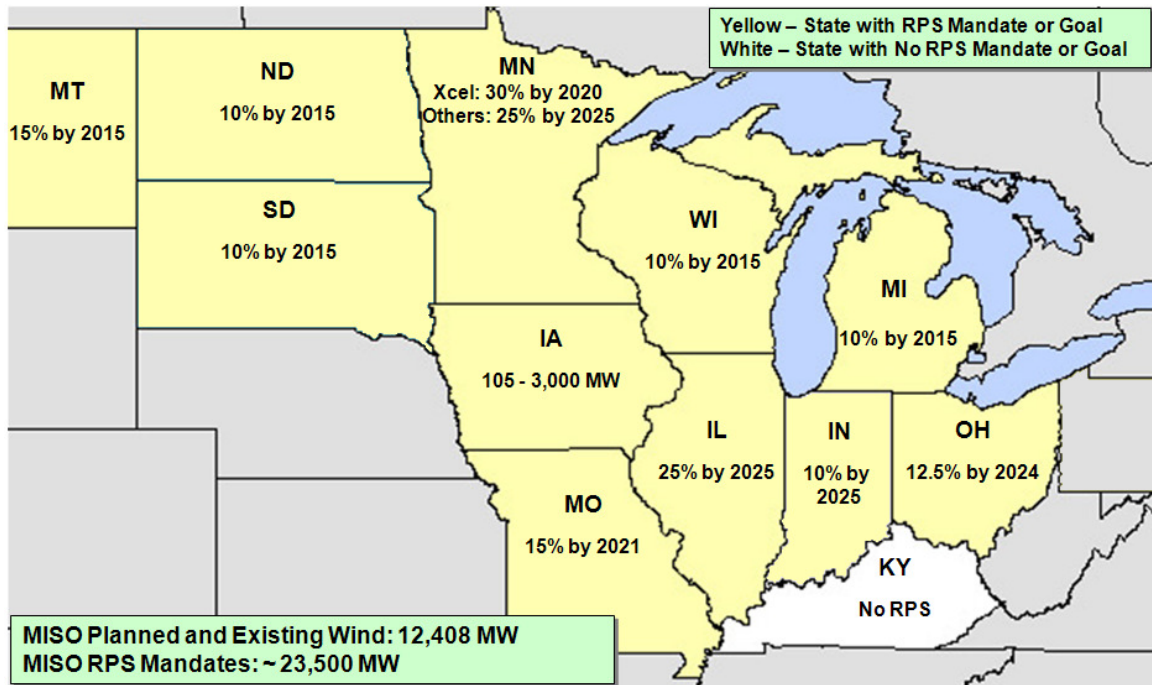 Yellow – State with RPS Mandate or Goal
White – State with No RPS Mandate or Goal
MT
15% by 2015
ND
10% by 2015
MN
Xcel: 30% by 2020
Others: 25% by 2025
SD
10% by 2015
WI
10% by 2015
MI
10% by 2015
IA
105 - 3,000 MW
IL
25% by 2025
IN
10% by
2025
OH
12.5% by 2024
MO
15% by 2021
KY
No RPS
MISO Planned and Existing Wind: 12,408 MW
MISO RPS Mandates: ~ 23,500 MW